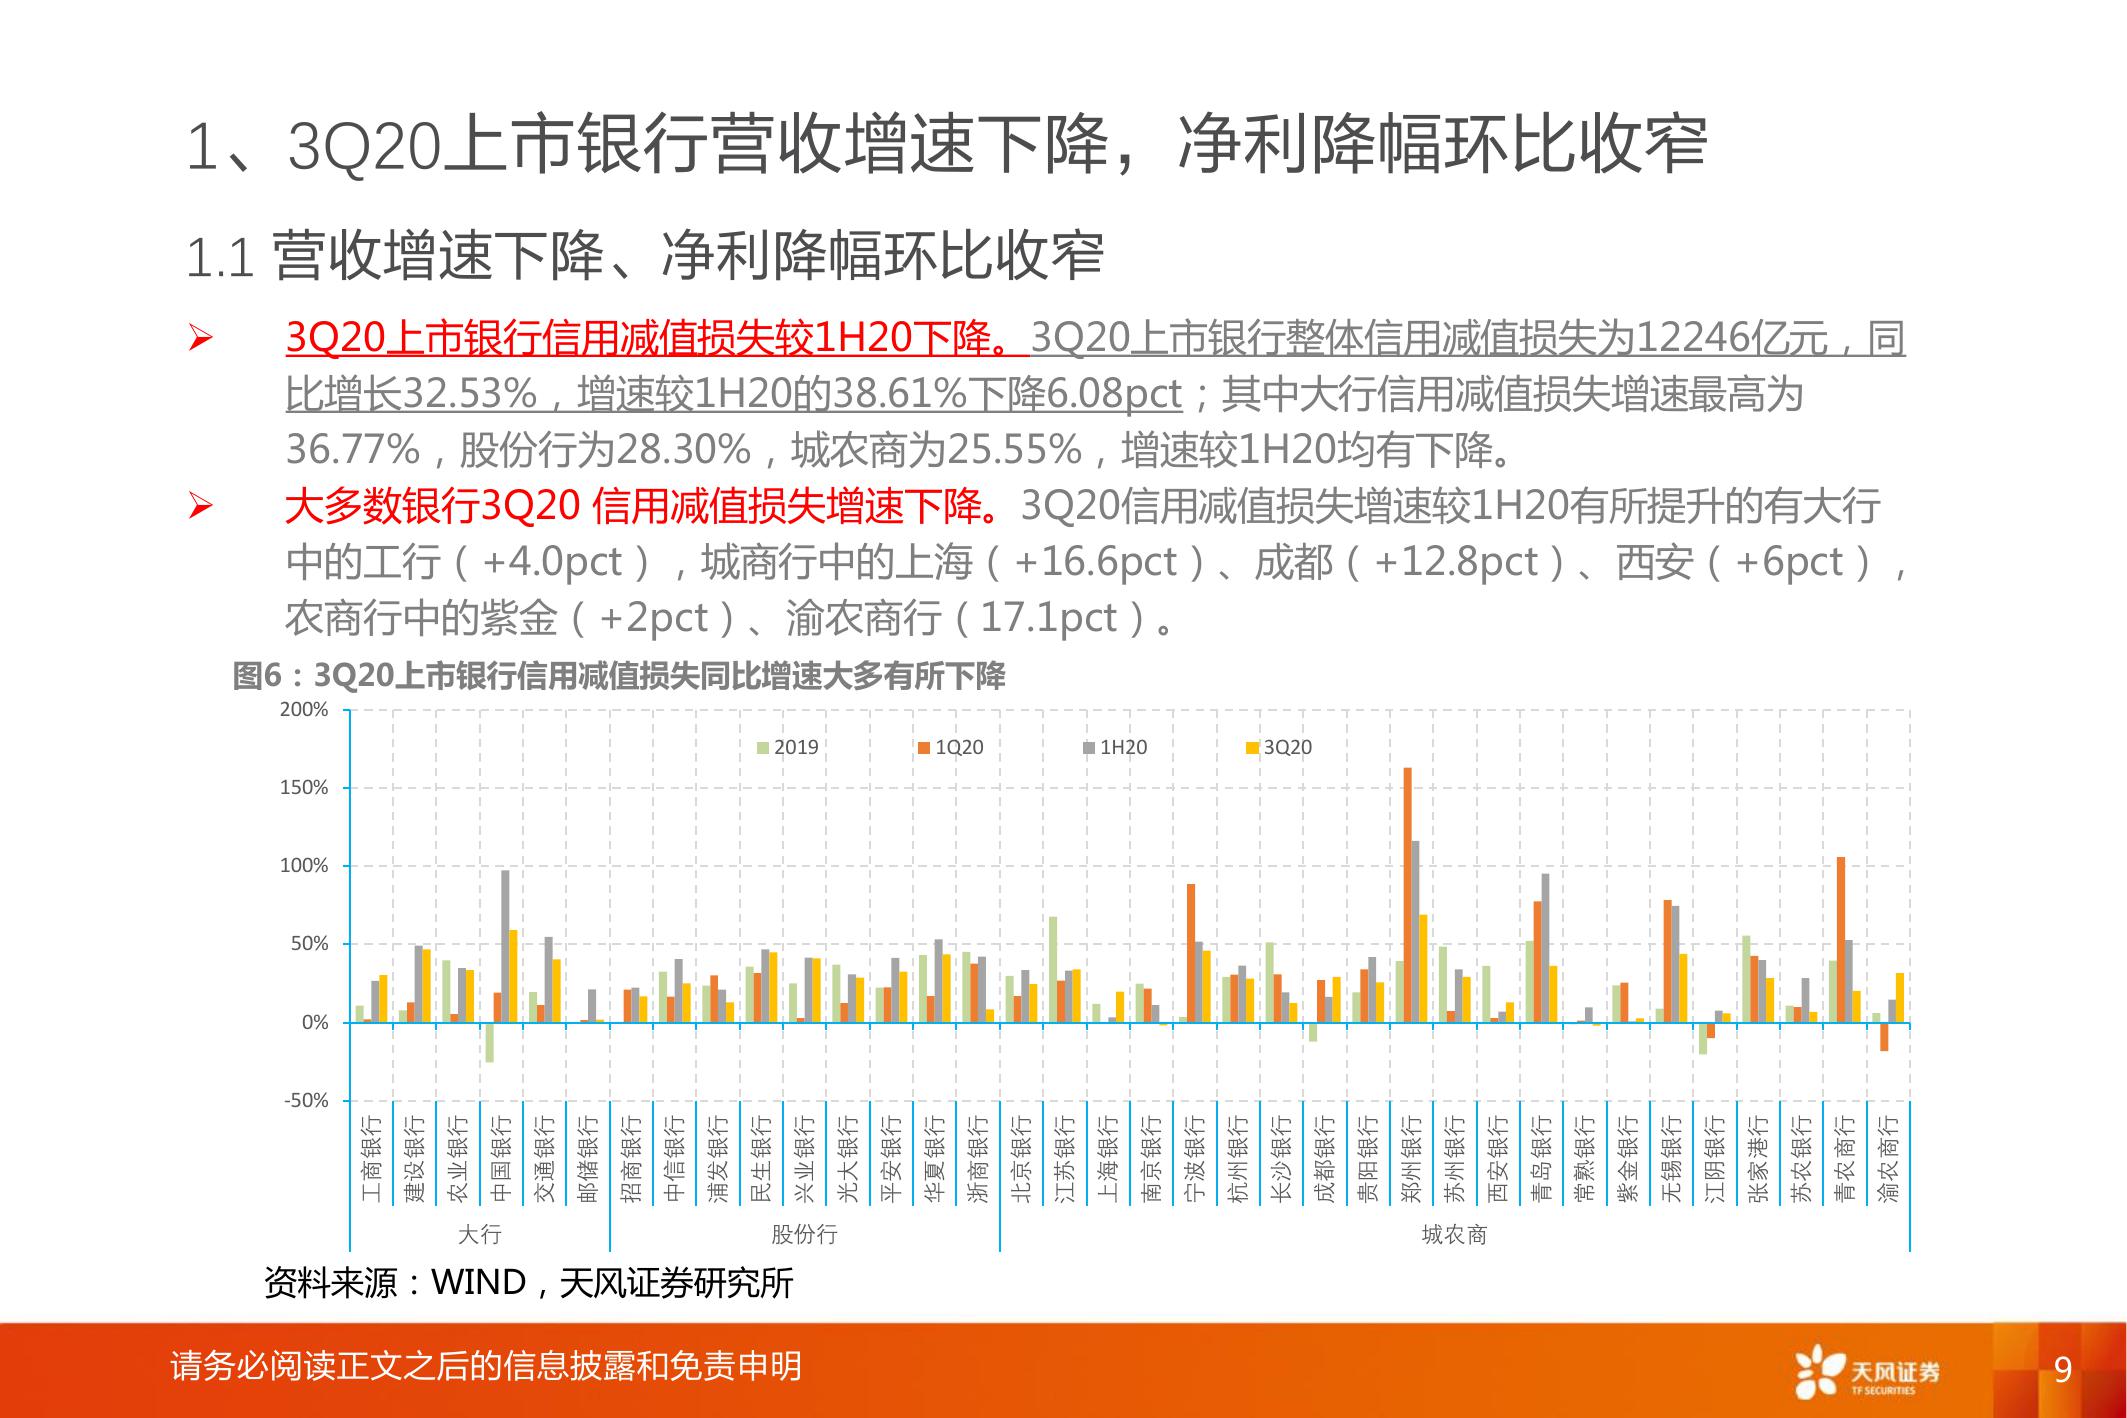 1、3Q20上市银行营收增速下降，净利降幅环比收窄
1.1 营收增速下降、净利降幅环比收窄
3Q20上市银行信用减值损失较1H20下降。3Q20上市银行整体信用减值损失为12246亿元，同
比增长32.53%，增速较1H20的38.61%下降6.08pct；其中大行信用减值损失增速最高为
36.77%，股份行为28.30%，城农商为25.55%，增速较1H20均有下降。
大多数银行3Q20 信用减值损失增速下降。3Q20信用减值损失增速较1H20有所提升的有大行
中的工行（+4.0pct），城商行中的上海（+16.6pct）、成都（+12.8pct）、西安（+6pct），
农商行中的紫金（+2pct）、渝农商行（17.1pct）。
图6：3Q20上市银行信用减值损失同比增速大多有所下降
200%
2019 1Q20 1H20 3Q20
150%
100%
50%
0%
-50%
工商银行
建设银行
农业银行
中国银行
交通银行
邮储银行
招商银行
中信银行
浦发银行
民生银行
兴业银行
光大银行
平安银行
华夏银行
浙商银行
北京银行
江苏银行
上海银行
南京银行
宁波银行
杭州银行
长沙银行
成都银行
贵阳银行
郑州银行
苏州银行
西安银行
青岛银行
常熟银行
紫金银行
无锡银行
江阴银行
张家港行
苏农银行
青农商行
渝农商行
大行 股份行 城农商
资料来源：WIND，天风证券研究所
请务必阅读正文之后的信息披露和免责申明
天风证券
TF SECURITIES
9